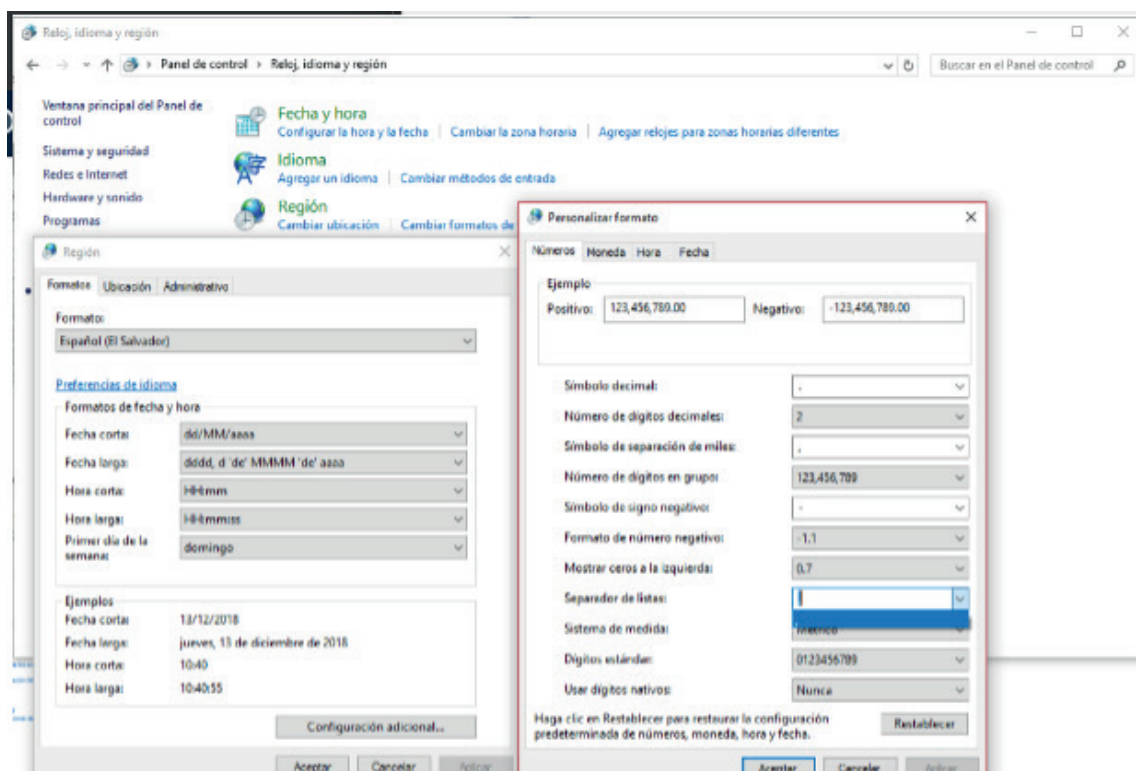 Reloj, idioma y región
Panel de control › Reloj, idioma y región
Buscar en el Panel de control
Ventana principal del Panel de control
Sistema y seguridad
Redes e Internet
Hardware y sonido
Programas
Fecha y hora
Configurar la hora y la fecha | Cambiar la zona horaria | Agregar relojes para zonas horarias diferentes
Idioma
Agregar un idioma | Cambiar métodos de entrada
Región
Cambiar ubicación | Cambiar formatos de
Región
Formatos Ubicación Administrativo
Formato:
Español (El Salvador)
Preferencias de idioma
Formatos de fecha y hora
Fecha corta: dd/MM/aaaa
Fecha larga: dddd, d 'de' MMMM 'de' aaaa
Hora corta: HH:mm
Hora larga: HH:mm:ss
Primer día de la semana: domingo
Ejemplos
Fecha corta: 13/12/2018
Fecha larga: jueves, 13 de diciembre de 2018
Hora corta: 10:40
Hora larga: 10:40:55
Configuración adicional...
Aceptar Cancelar Aplicar
Personalizar formato
Números Moneda Hora Fecha
Ejemplo
Positivo: 123,456,789.00 Negativo: -123,456,789.00
Símbolo decimal: .
Número de dígitos decimales: 2
Símbolo de separación de miles: ,
Número de dígitos en grupo: 123,456,789
Símbolo de signo negativo: -
Formato de número negativo: -1.1
Mostrar ceros a la izquierda: 0.7
Separador de listas:
Sistema de medida: Métrico
Dígitos estándar: 0123456789
Usar dígitos nativos: Nunca
Haga clic en Restablecer para restaurar la configuración
predeterminada de números, moneda, hora y fecha.
Restablecer
Aceptar Cancelar Aplicar